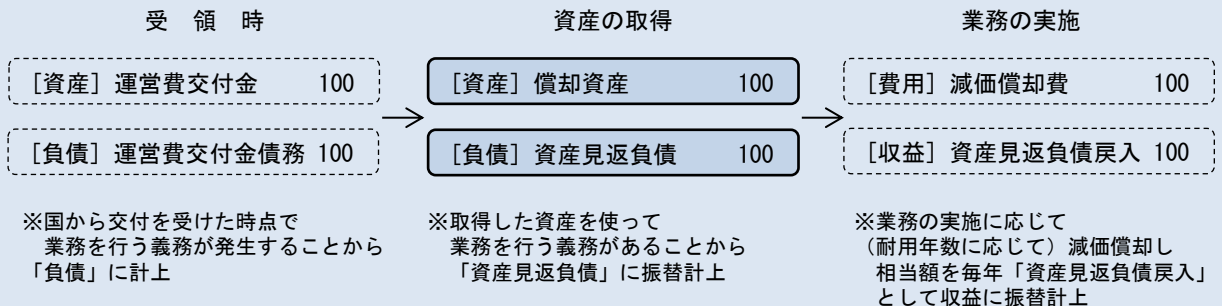 受 領 時
資産の取得
業務の実施
[資産] 運営費交付金 100
[資産] 償却資産 100
[費用] 減価償却費 100
[負債] 運営費交付金債務 100
[負債] 資産見返負債 100
[収益] 資産見返負債戻入 100
※国から交付を受けた時点で
業務を行う義務が発生することから
「負債」に計上
※取得した資産を使って
業務を行う義務があることから
「資産見返負債」に振替計上
※業務の実施に応じて
(耐用年数に応じて) 減価償却し
相当額を毎年「資産見返負債戻入」
として収益に振替計上